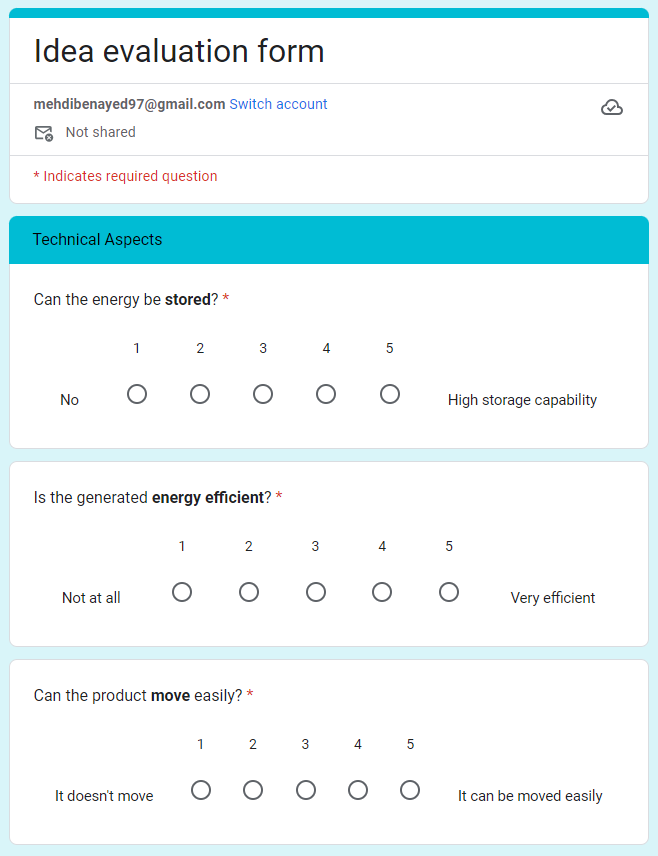 Idea evaluation form
mehdibenayed97@gmail.com Switch account
Not shared
* Indicates required question
Technical Aspects
Can the energy be stored? *
1 2 3 4 5
No High storage capability
Is the generated energy efficient? *
1 2 3 4 5
Not at all Very efficient
Can the product move easily? *
1 2 3 4 5
It doesn't move It can be moved easily